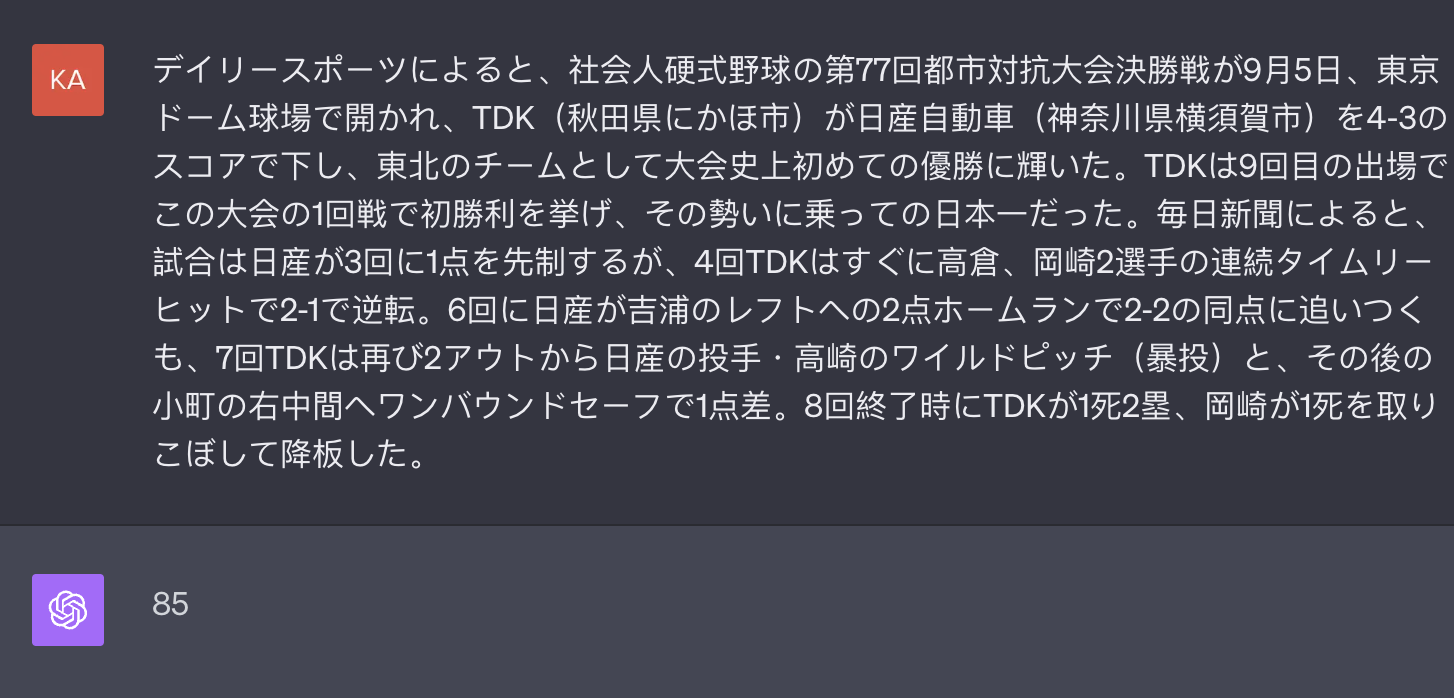 KA
デイリースポーツによると、社会人硬式野球の第77回都市対抗大会決勝戦が9月5日、東京
ドーム球場で開かれ、TDK（秋田県にかほ市）が日産自動車（神奈川県横須賀市）を4-3の
スコアで下し、東北のチームとして大会史上初めての優勝に輝いた。TDKは9回目の出場で
この大会の1回戦で初勝利を挙げ、その勢いに乗っての日本一だった。毎日新聞によると、
試合は日産が3回に1点を先制するが、4回TDKはすぐに高倉、岡崎2選手の連続タイムリー
ヒットで2-1で逆転。6回に日産が吉浦のレフトへの2点ホームランで2-2の同点に追いつく
も、7回TDKは再び2アウトから日産の投手・高崎のワイルドピッチ（暴投）と、その後の
小町の右中間へワンバウンドセーフで1点差。8回終了時にTDKが1死2塁、岡崎が1死を取り
こぼして降板した。
85